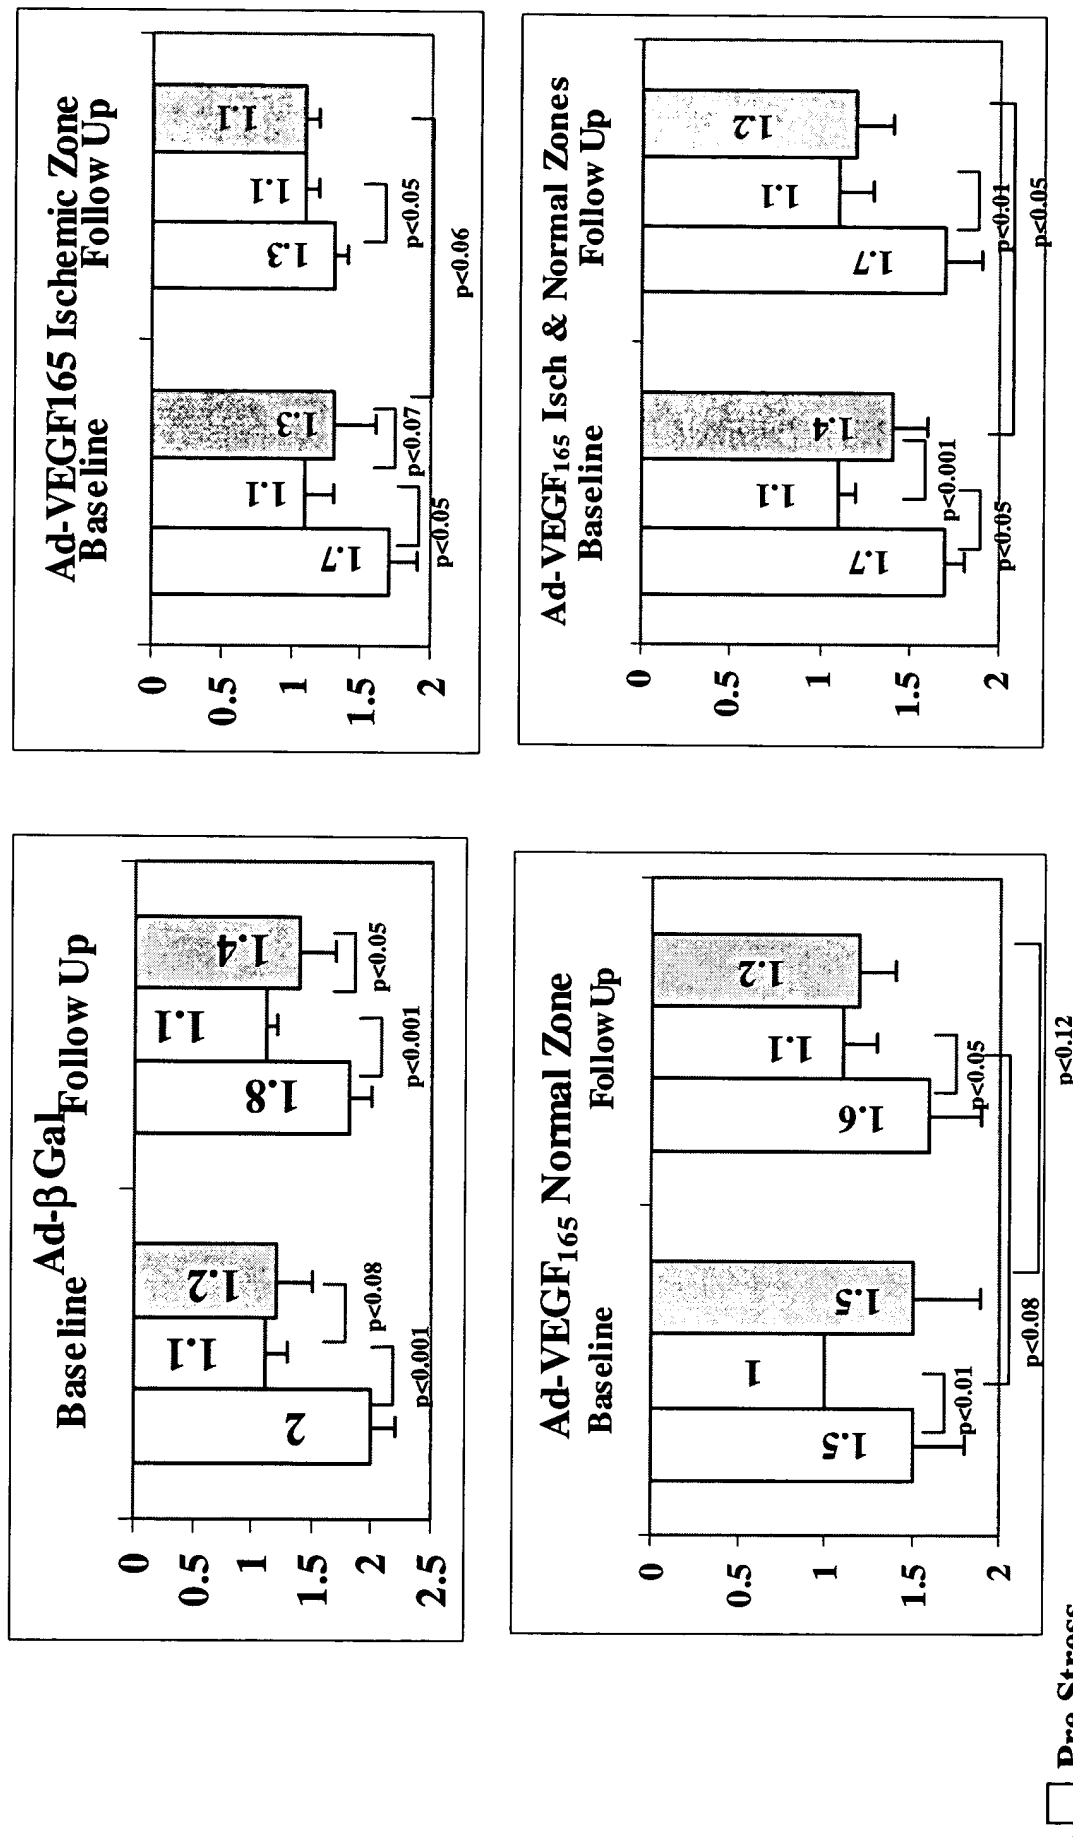 Ad-β Gal
Baseline
Follow Up
0
0.5
1
1.5
2
2.5
2
1.1
1.2
1.8
1.1
1.4
p<0.001
p<0.08
p<0.001
p<0.05
Ad-VEGF165 Ischemic Zone
Baseline
Follow Up
0
0.5
1
1.5
2
1.7
1.1
1.3
1.3
1.1
1.1
p<0.05
p<0.07
p<0.05
p<0.06
Ad-VEGF165 Normal Zone
Baseline
Follow Up
0
0.5
1
1.5
2
1.5
1
1.5
1.6
1.1
1.2
p<0.01
p<0.05
p<0.08
p<0.12
Ad-VEGF165 Isch & Normal Zones
Baseline
Follow Up
0
0.5
1
1.5
2
1.7
1.1
1.4
1.7
1.1
1.2
p<0.05
p<0.001
p<0.01
p<0.05
Pre Stress